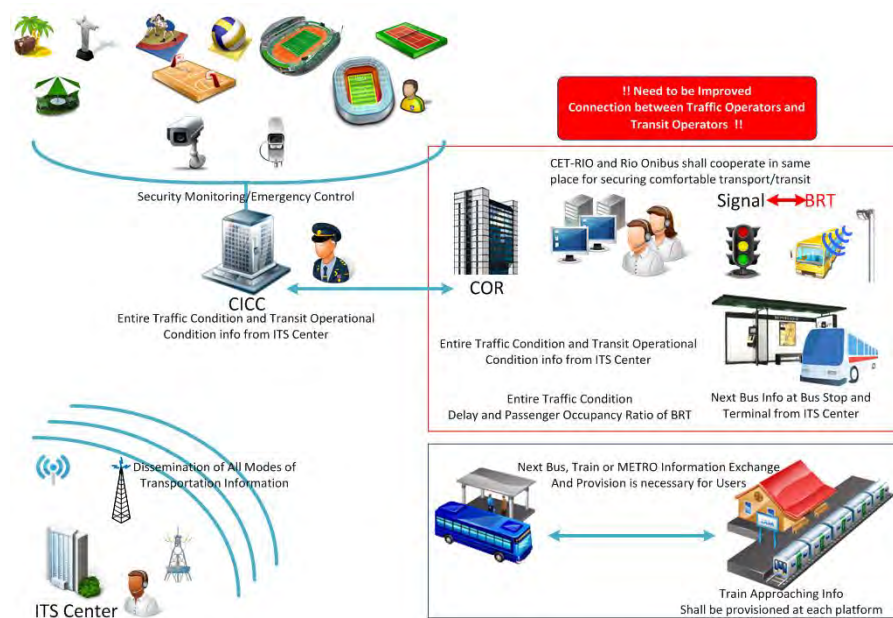 !! Need to be Improved
Connection between Traffic Operators and
Transit Operators !!
CET-RIO and Rio Onibus shall cooperate in same
place for securing comfortable transport/transit
Signal
BRT
Security Monitoring/Emergency Control
CICC
COR
Entire Traffic Condition and Transit Operational
Condition info from ITS Center
Entire Traffic Condition and Transit Operational
Condition info from ITS Center
Entire Traffic Condition
Delay and Passenger Occupancy Ratio of BRT
Next Bus Info at Bus Stop and
Terminal from ITS Center
Dissemination of All Modes of
Transportation Information
ITS Center
Next Bus, Train or METRO Information Exchange
And Provision is necessary for Users
Train Approaching Info
Shall be provisioned at each platform